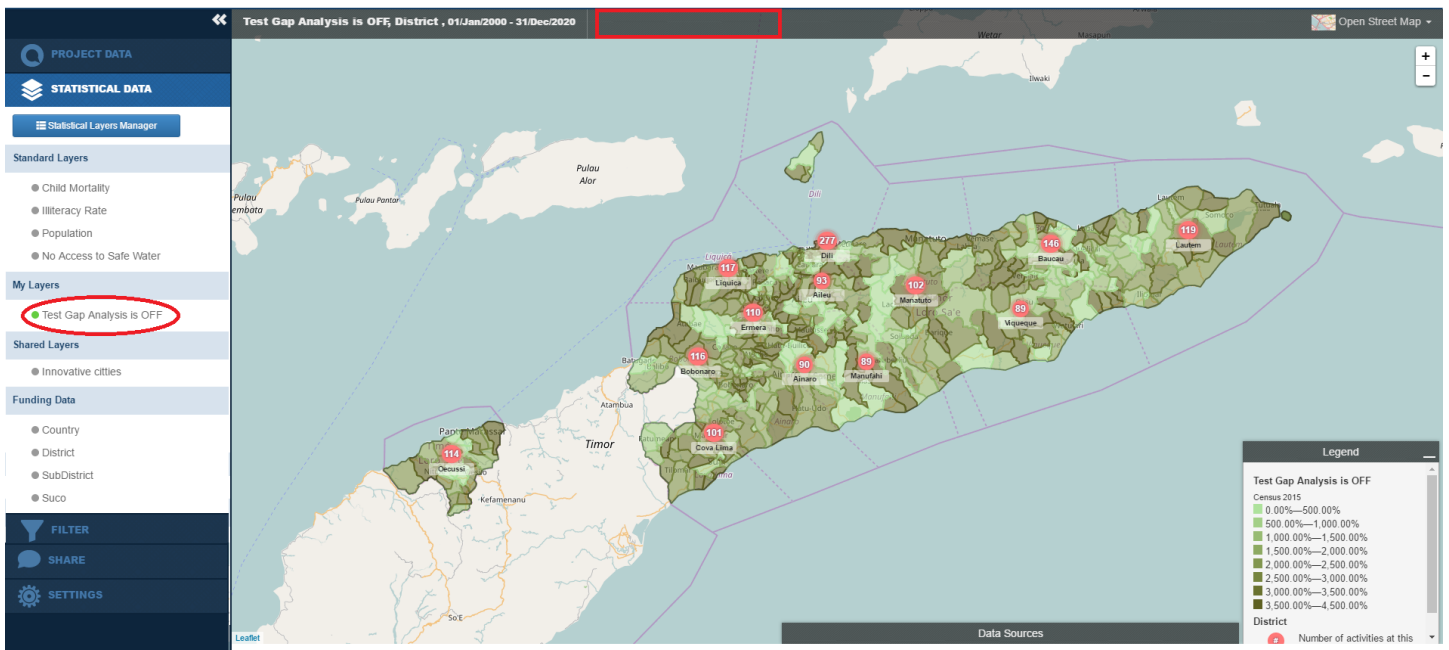 Test Gap Analysis is OFF, District , 01/Jan/2000 - 31/Dec/2020
Open Street Map
PROJECT DATA
STATISTICAL DATA
Statistical Layers Manager
Standard Layers
Child Mortality
Illiteracy Rate
Population
No Access to Safe Water
My Layers
Test Gap Analysis is OFF
Shared Layers
Innovative citties
Funding Data
Country
District
SubDistrict
Suco
FILTER
SHARE
SETTINGS
+
−
Wetar
Masapun
Ilwaki
Pulau
Alor
Pulau Pantar
Pulau
embata
Dili
Liquica
Lautem
277
Dili
119
Lautem
146
Baucau
117
Liquica
93
Aileu
Manatuto
102
Manatuto
89
Viqueque
110
Ermera
116
Bobonaro
90
Ainaro
89
Manufahi
101
Cova Lima
114
Oecussi
Atambua
Timor
Kefamenanu
So'E
Leaflet
Data Sources
Legend
Test Gap Analysis is OFF
Census 2015
0.00%—500.00%
500.00%—1,000.00%
1,000.00%—1,500.00%
1,500.00%—2,000.00%
2,000.00%—2,500.00%
2,500.00%—3,000.00%
3,000.00%—3,500.00%
3,500.00%—4,500.00%
District
# Number of activities at this